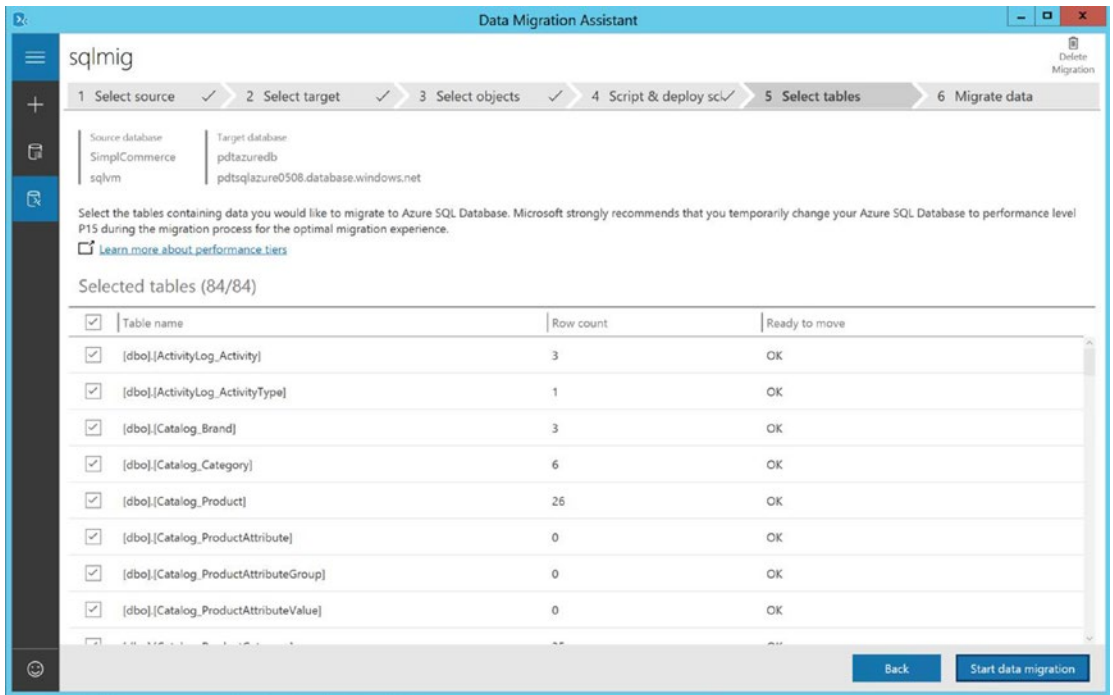 Data Migration Assistant
sqlmig
Delete
Migration
1 Select source
2 Select target
3 Select objects
4 Script & deploy sc
5 Select tables
6 Migrate data
Source database
SimplCommerce
sqlvm
Target database
pdtazuredb
pdtsqlazure0508.database.windows.net
Select the tables containing data you would like to migrate to Azure SQL Database. Microsoft strongly recommends that you temporarily change your Azure SQL Database to performance level
P15 during the migration process for the optimal migration experience.
Learn more about performance tiers
Selected tables (84/84)
Table name Row count Ready to move
[dbo].[ActivityLog_Activity] 3 OK
[dbo].[ActivityLog_ActivityType] 1 OK
[dbo].[Catalog_Brand] 3 OK
[dbo].[Catalog_Category] 6 OK
[dbo].[Catalog_Product] 26 OK
[dbo].[Catalog_ProductAttribute] 0 OK
[dbo].[Catalog_ProductAttributeGroup] 0 OK
[dbo].[Catalog_ProductAttributeValue] 0 OK
Back
Start data migration